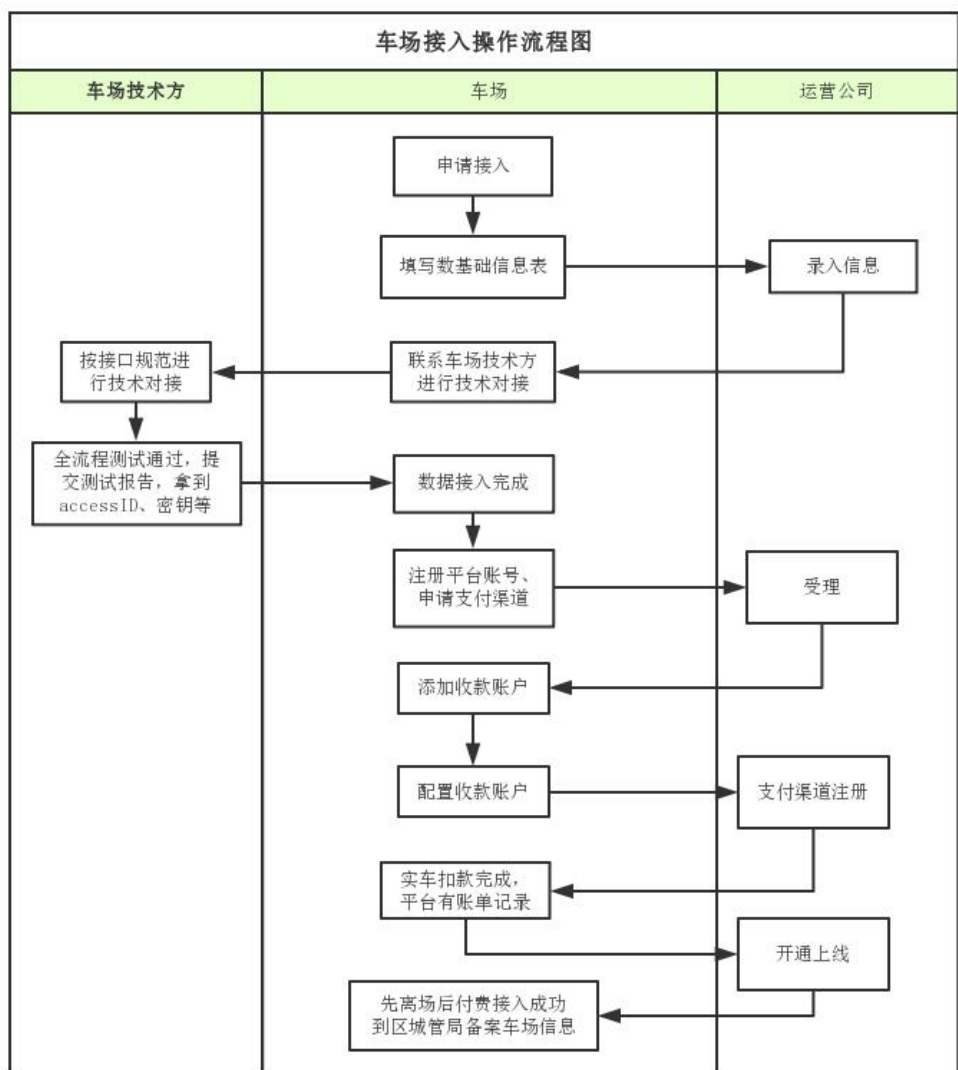 车场接入操作流程图
车场技术方
车场
运营公司
申请接入
填写数基础信息表
录入信息
联系车场技术方
进行技术对接
按接口规范进
行技术对接
全流程测试通过，提
交测试报告，拿到
accessID、密钥等
数据接入完成
注册平台账号、
申请支付渠道
受理
添加收款账户
配置收款账户
支付渠道注册
实车扣款完成，
平台有账单记录
开通上线
先离场后付费接入成功
到区城管局备案车场信息